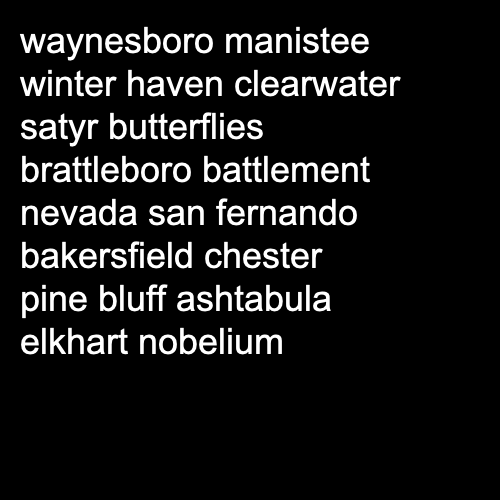 waynesboro manistee
winter haven clearwater
satyr butterflies
brattleboro battlement
nevada san fernando
bakersfield chester
pine bluff ashtabula
elkhart nobelium